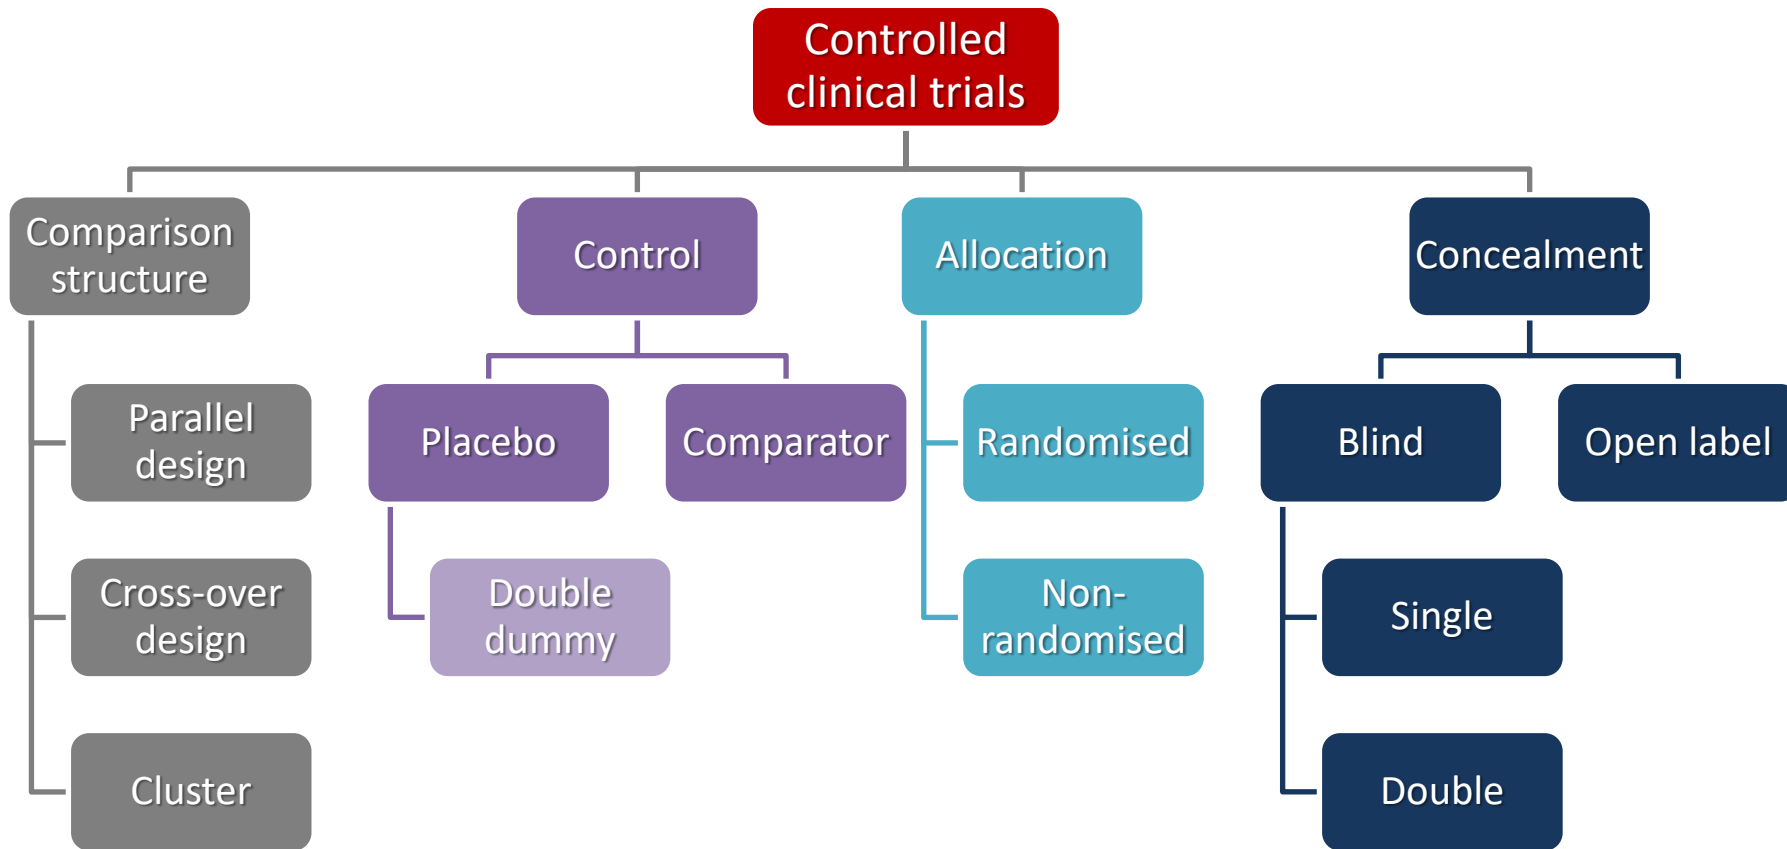 Controlled
clinical trials
Comparison
structure
Control
Allocation
Concealment
Parallel
design
Placebo
Comparator
Randomised
Blind
Open label
Cross-over
design
Double
dummy
Non-
randomised
Single
Cluster
Double